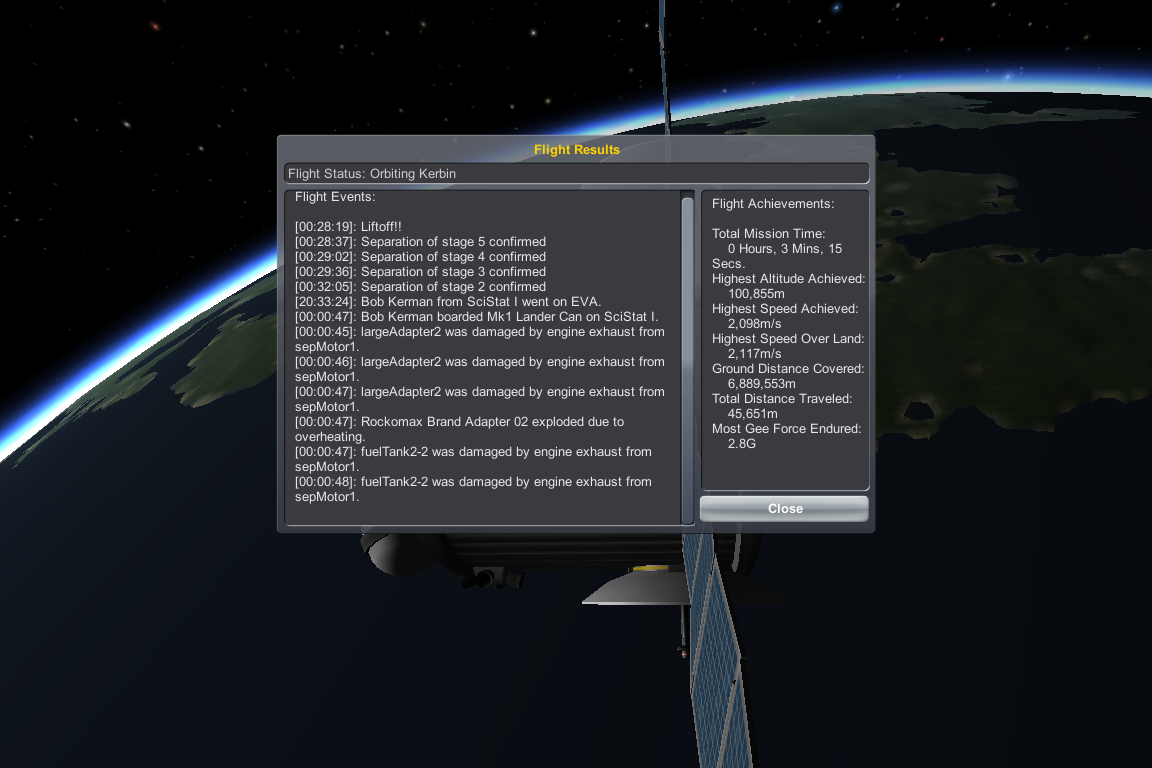 Flight Results
Flight Status: Orbiting Kerbin
Flight Events:
[00:28:19]: Liftoff!!
[00:28:37]: Separation of stage 5 confirmed
[00:29:02]: Separation of stage 4 confirmed
[00:29:36]: Separation of stage 3 confirmed
[00:32:05]: Separation of stage 2 confirmed
[20:33:24]: Bob Kerman from SciStat I went on EVA.
[00:00:47]: Bob Kerman boarded Mk1 Lander Can on SciStat I.
[00:00:45]: largeAdapter2 was damaged by engine exhaust from
sepMotor1.
[00:00:46]: largeAdapter2 was damaged by engine exhaust from
sepMotor1.
[00:00:47]: largeAdapter2 was damaged by engine exhaust from
sepMotor1.
[00:00:47]: Rockomax Brand Adapter 02 exploded due to
overheating.
[00:00:47]: fuelTank2-2 was damaged by engine exhaust from
sepMotor1.
[00:00:48]: fuelTank2-2 was damaged by engine exhaust from
sepMotor1.
Flight Achievements:
Total Mission Time:
0 Hours, 3 Mins, 15
Secs.
Highest Altitude Achieved:
100,855m
Highest Speed Achieved:
2,098m/s
Highest Speed Over Land:
2,117m/s
Ground Distance Covered:
6,889,553m
Total Distance Traveled:
45,651m
Most Gee Force Endured:
2.8G
Close